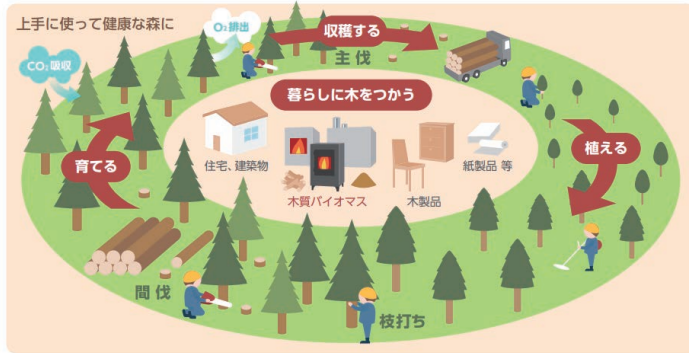 上手に使って健康な森に
O₂排出
収穫する
主伐
CO₂吸収
暮らしに木をつかう
住宅、建築物
木質バイオマス
木製品
紙製品 等
植える
育てる
間伐
枝打ち